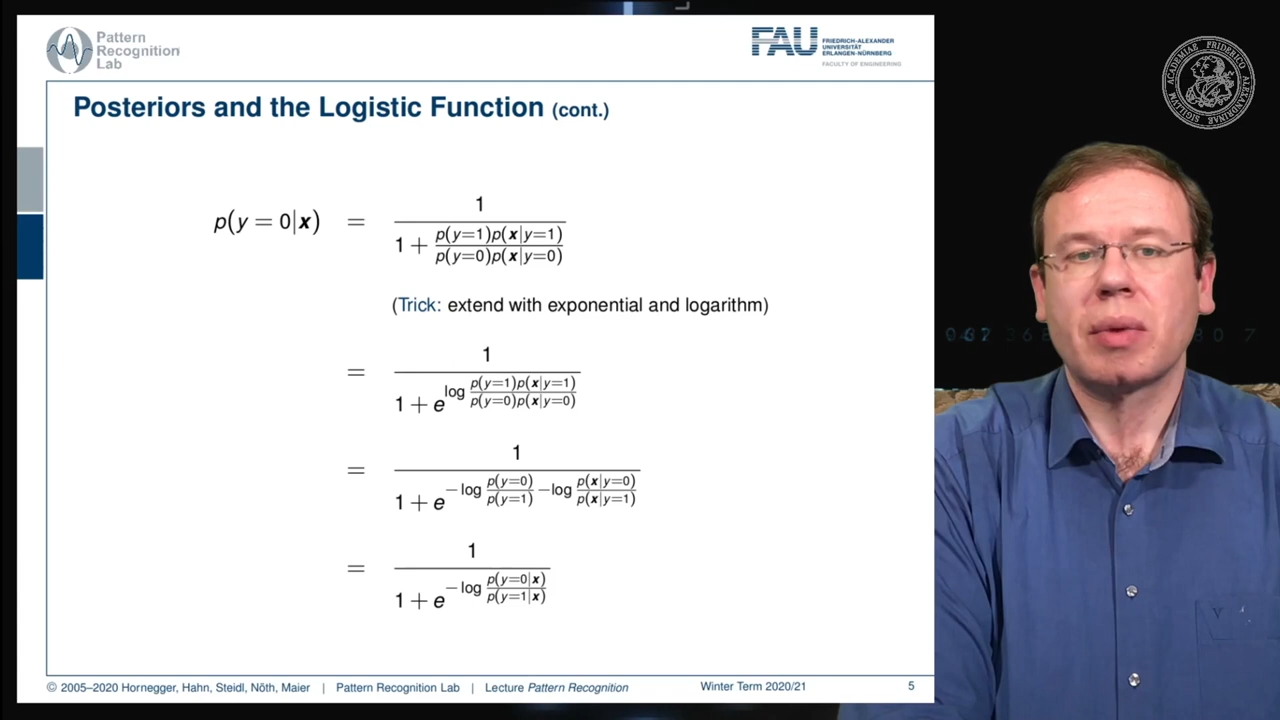 Pattern
Recognition
Lab
FAU
FRIEDRICH-ALEXANDER
UNIVERSITÄT
ERLANGEN-NÜRNBERG
FACULTY OF ENGINEERING
Posteriors and the Logistic Function (cont.)
p(y = 0|x) = 1 / (1 + p(y=1)p(x|y=1) / p(y=0)p(x|y=0))
(Trick: extend with exponential and logarithm)
= 1 / (1 + e^{log p(y=1)p(x|y=1) / p(y=0)p(x|y=0)})
= 1 / (1 + e^{−log p(y=0)/p(y=1) −log p(x|y=0)/p(x|y=1)})
= 1 / (1 + e^{−log p(y=0|x)/p(y=1|x)})
© 2005–2020 Hornegger, Hahn, Steidl, Nöth, Maier | Pattern Recognition Lab | Lecture Pattern Recognition Winter Term 2020/21 5